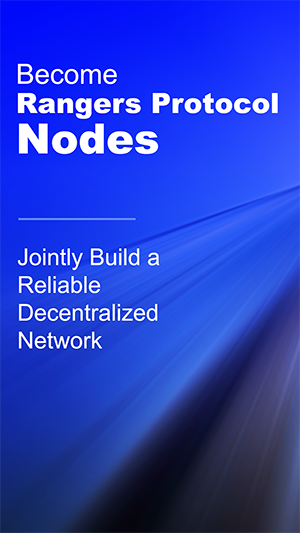 Become
Rangers Protocol
Nodes
Jointly Build a
Reliable
Decentralized
Network